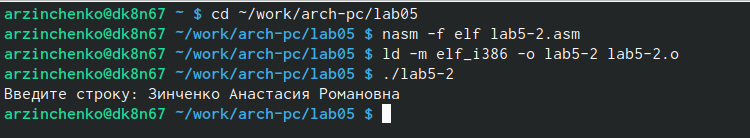 arzinchenko@dk8n67 ~ $ cd ~/work/arch-pc/lab05
arzinchenko@dk8n67 ~/work/arch-pc/lab05 $ nasm -f elf lab5-2.asm
arzinchenko@dk8n67 ~/work/arch-pc/lab05 $ ld -m elf_i386 -o lab5-2 lab5-2.o
arzinchenko@dk8n67 ~/work/arch-pc/lab05 $ ./lab5-2
Введите строку: Зинченко Анастасия Романовна
arzinchenko@dk8n67 ~/work/arch-pc/lab05 $